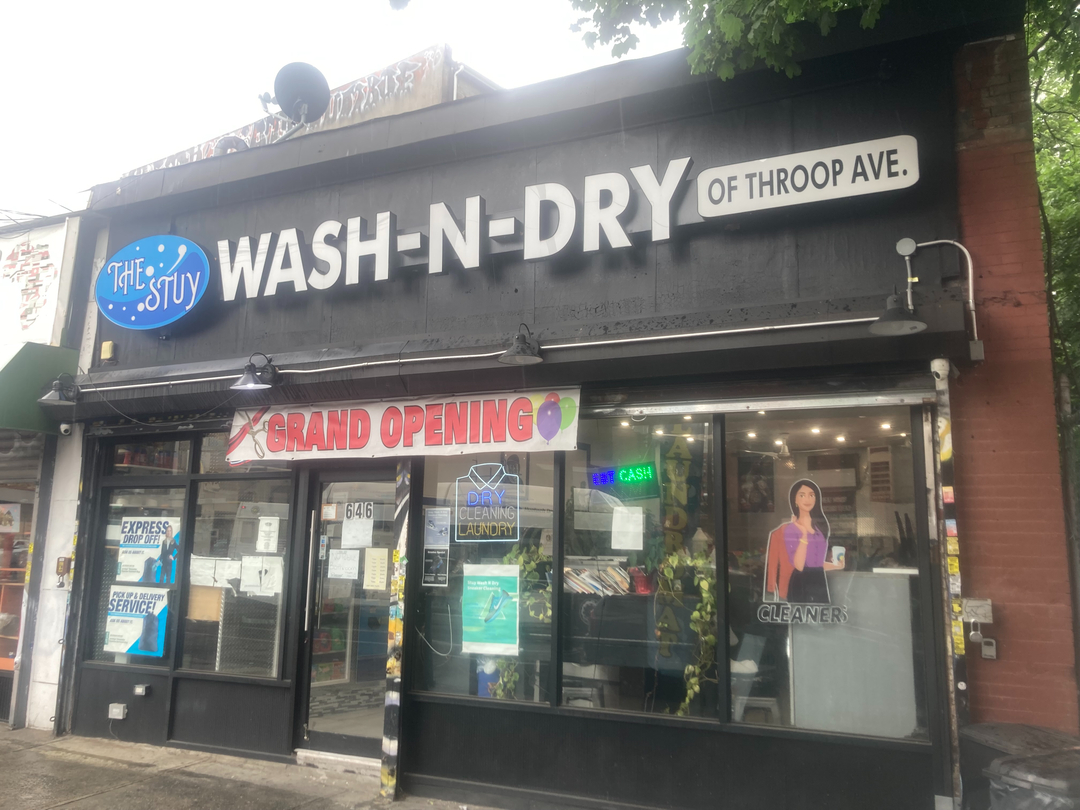 THE
STUY
WASH-N-DRY
OF THROOP AVE.
GRAND OPENING
646
EXPRESS
DROP OFF!
PICK UP & DELIVERY
SERVICE!
DRY
CLEANING
LAUNDRY
CASH
LAUNDROMAT
CLEANERS